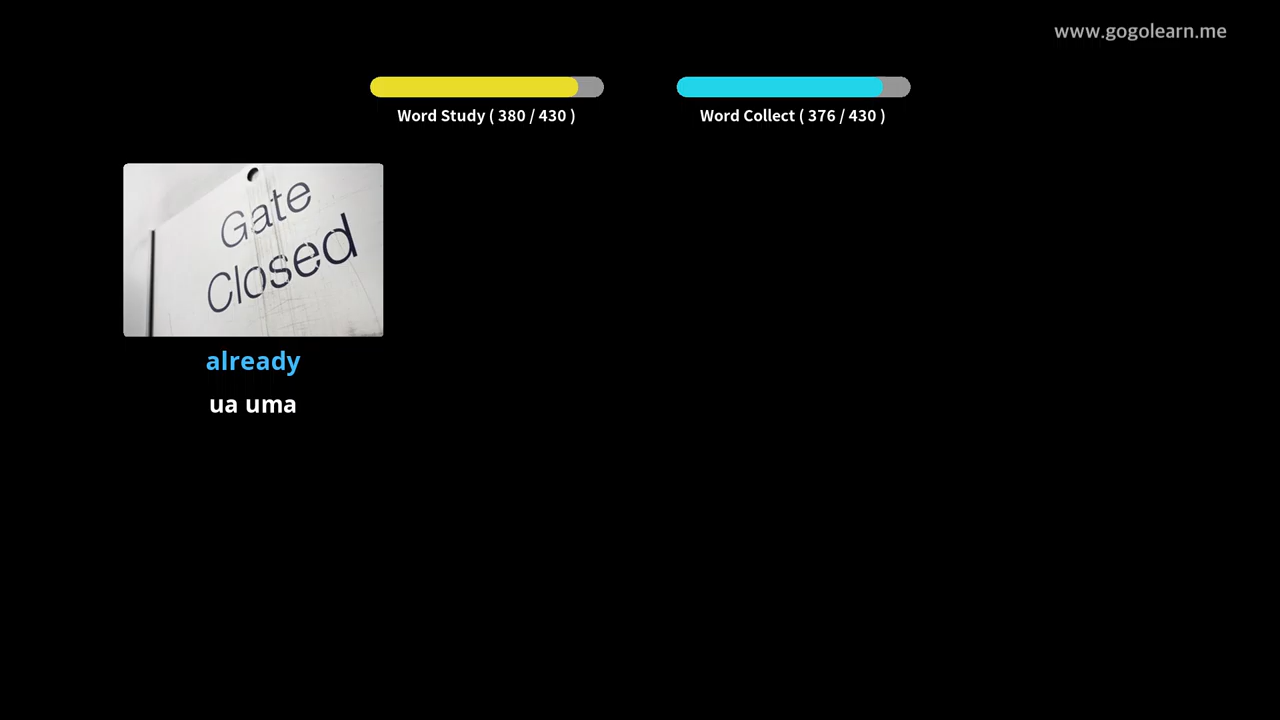 www.gogolearn.me
Word Study ( 380 / 430 )
Word Collect ( 376 / 430 )
Gate
Closed
already
ua uma